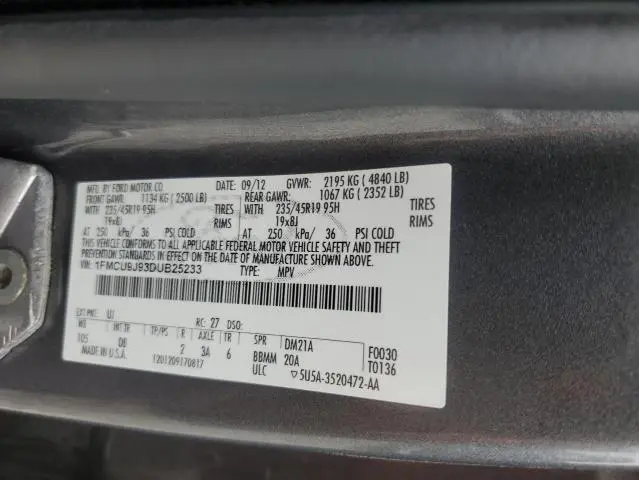 MFD. BY FORD MOTOR CO. DATE: 09/12 GVWR: 2195 KG ( 4840 LB)
FRONT GAWR: 1134 KG ( 2500 LB) REAR GAWR: 1067 KG ( 2352 LB)
WITH 235/45R19 95H TIRES WITH 235/45R19 95H TIRES
19x8J RIMS 19x8J RIMS
AT 250 kPa/ 36 PSI COLD AT 250 kPa/ 36 PSI COLD
THIS VEHICLE CONFORMS TO ALL APPLICABLE FEDERAL MOTOR VEHICLE SAFETY AND THEFT
PREVENTION STANDARDS IN EFFECT ON THE DATE OF MANUFACTURE SHOWN ABOVE.
VIN: 1FMCU9J93DUB25233 TYPE: MPV
EXT PNT: UJ RC: 27 DSO:
WB TP/PS R AXLE TR SPR DM21A F0030
105 DB 2 3A 6 BBMM 20A T0136
MADE IN U.S.A. 1201209170817 ULC ▽5U5A-3520472-AA